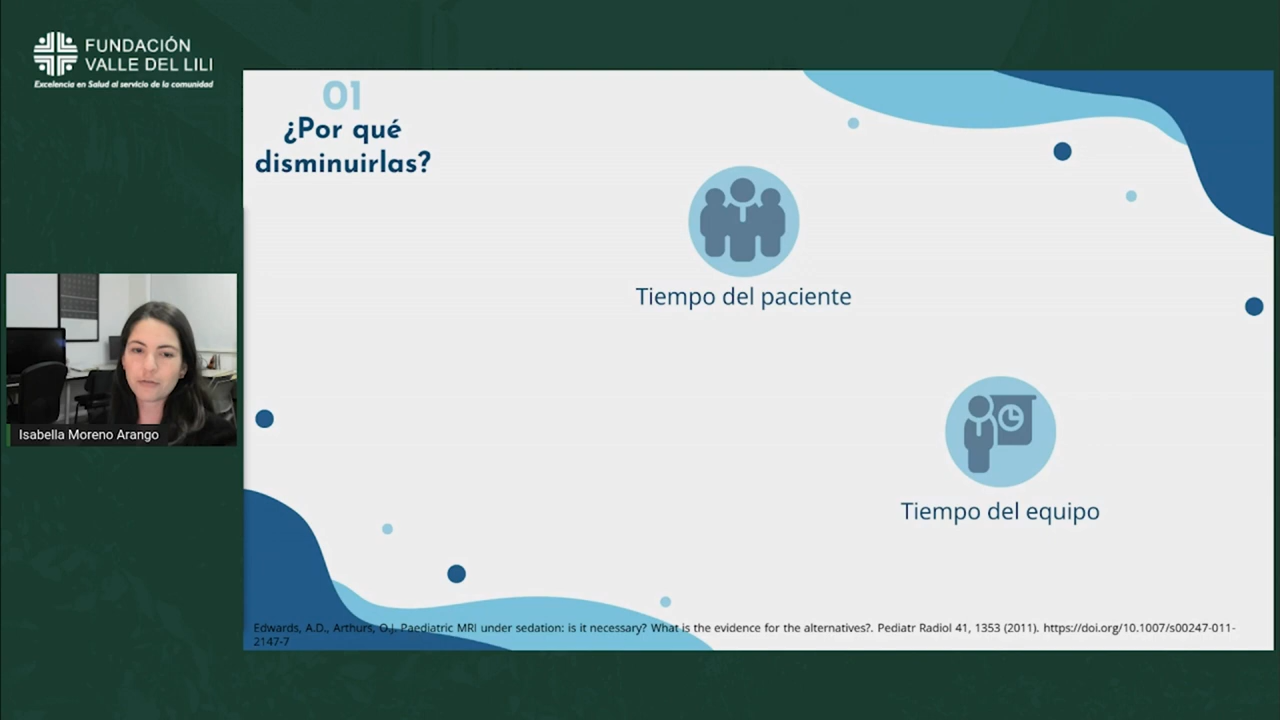 FUNDACIÓN
VALLE DEL LILI
Excelencia en Salud al servicio de la comunidad
01
¿Por qué
disminuirlas?
Tiempo del paciente
Isabella Moreno Arango
Tiempo del equipo
Edwards, A.D., Arthurs, O.J. Paediatric MRI under sedation: is it necessary? What is the evidence for the alternatives?. Pediatr Radiol 41, 1353 (2011). https://doi.org/10.1007/s00247-011-
2147-7